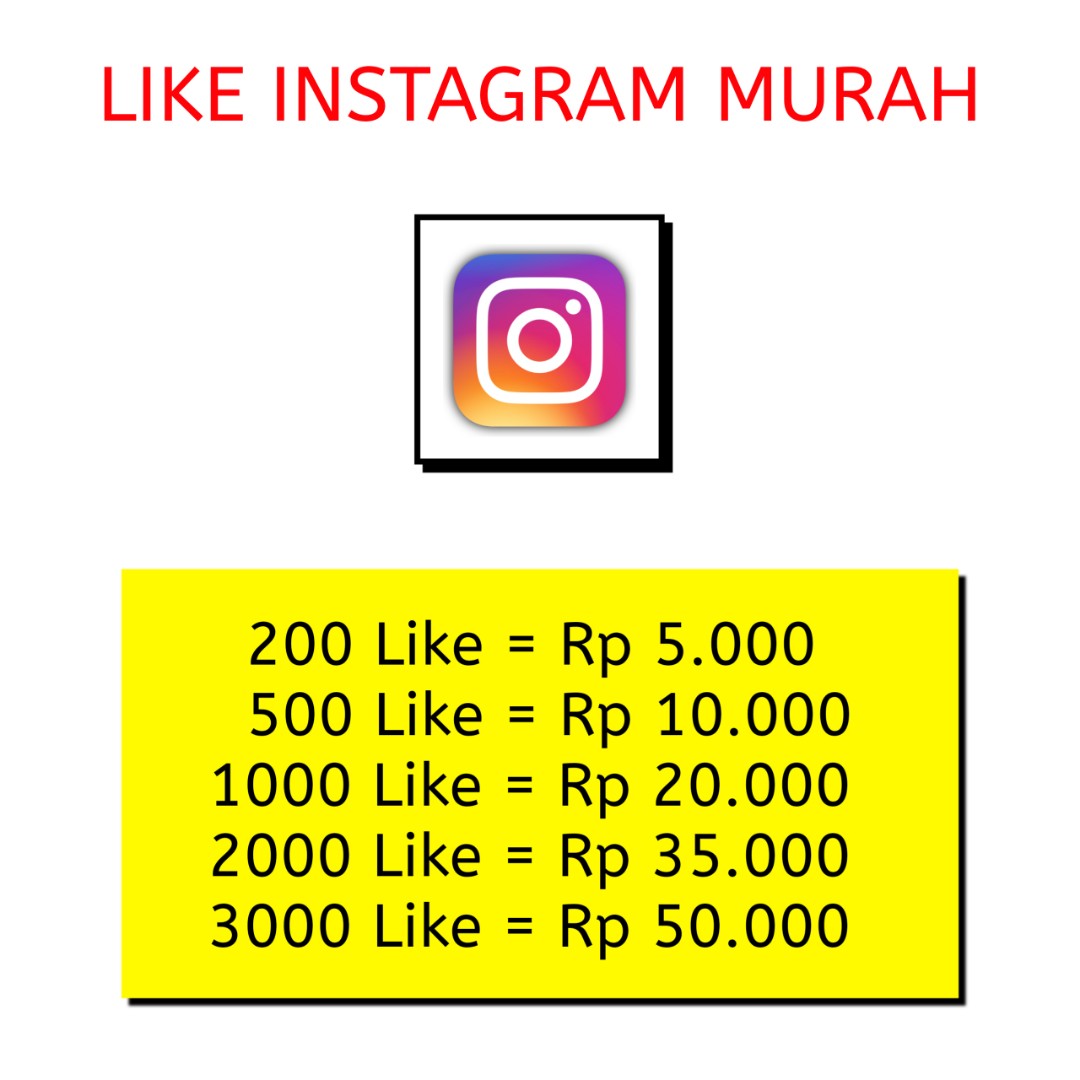 LIKE INSTAGRAM MURAH
200 Like = Rp 5.000
500 Like = Rp 10.000
1000 Like = Rp 20.000
2000 Like = Rp 35.000
3000 Like = Rp 50.000